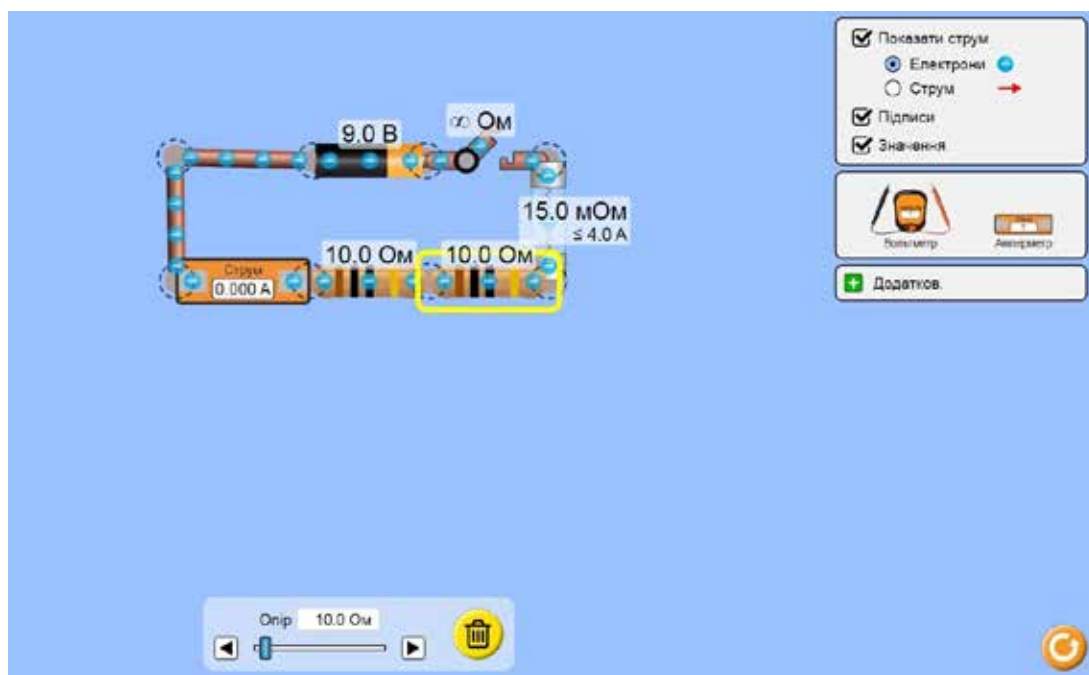 Показати струм
Електрони
Струм
Підписи
Значення
Вольтметр
Амперметр
Додатков.
9.0 В
∞ Ом
15.0 мОм
≤ 4.0 А
10.0 Ом
10.0 Ом
Струм
0.000 А
Опір
10.0 Ом